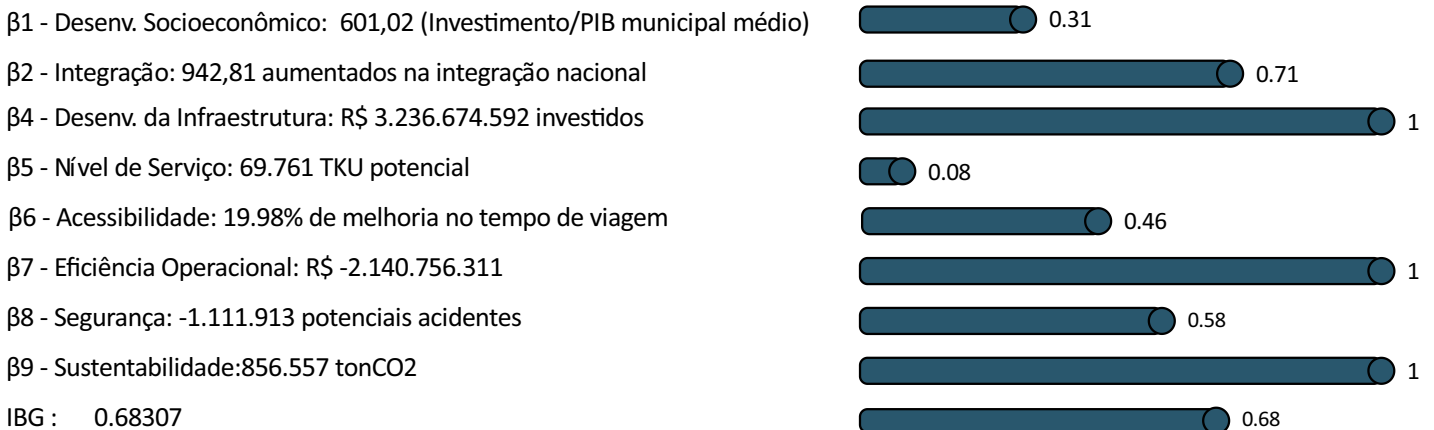 β1 - Desenv. Socioeconômico: 601,02 (Investimento/PIB municipal médio) 0.31
β2 - Integração: 942,81 aumentados na integração nacional 0.71
β4 - Desenv. da Infraestrutura: R$ 3.236.674.592 investidos 1
β5 - Nível de Serviço: 69.761 TKU potencial 0.08
β6 - Acessibilidade: 19.98% de melhoria no tempo de viagem 0.46
β7 - Eficiência Operacional: R$ -2.140.756.311 1
β8 - Segurança: -1.111.913 potenciais acidentes 0.58
β9 - Sustentabilidade:856.557 tonCO2 1
IBG : 0.68307 0.68